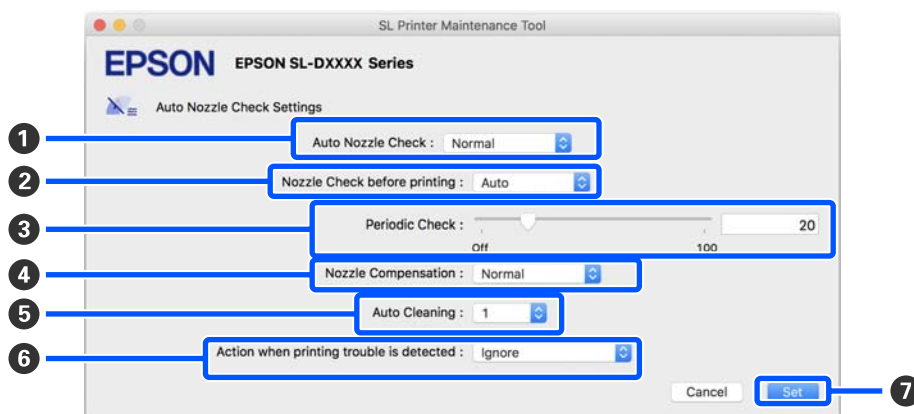 SL Printer Maintenance Tool
EPSON EPSON SL-DXXXX Series
Auto Nozzle Check Settings
1 Auto Nozzle Check : Normal
2 Nozzle Check before printing : Auto
3 Periodic Check : 20
Off 100
4 Nozzle Compensation : Normal
5 Auto Cleaning : 1
6 Action when printing trouble is detected : Ignore
Cancel Set 7